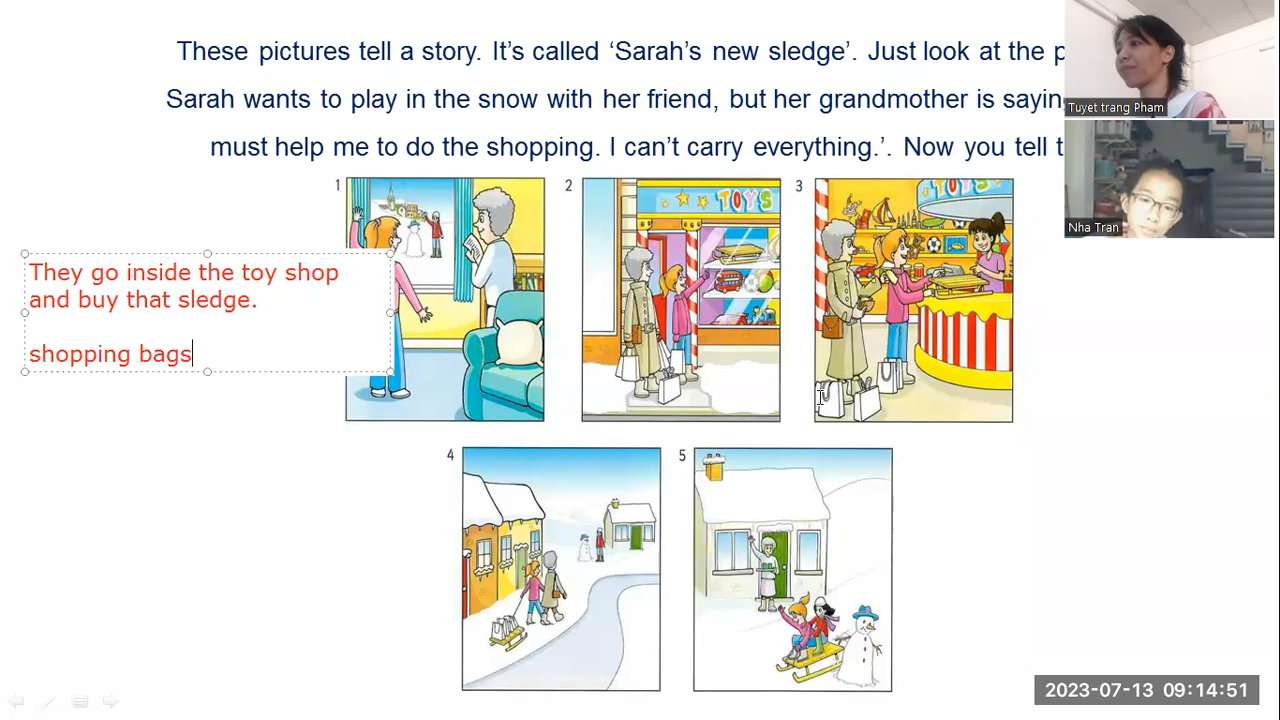 These pictures tell a story. It's called 'Sarah's new sledge'. Just look at the
Sarah wants to play in the snow with her friend, but her grandmother is
must help me to do the shopping. I can't carry everything.'. Now you tell
Tuyet trang Pham
Nha Tran
1
2
3
TOYS
TOYS
They go inside the toy shop
and buy that sledge.
shopping bags
4
5
2023-07-13 09:14:51